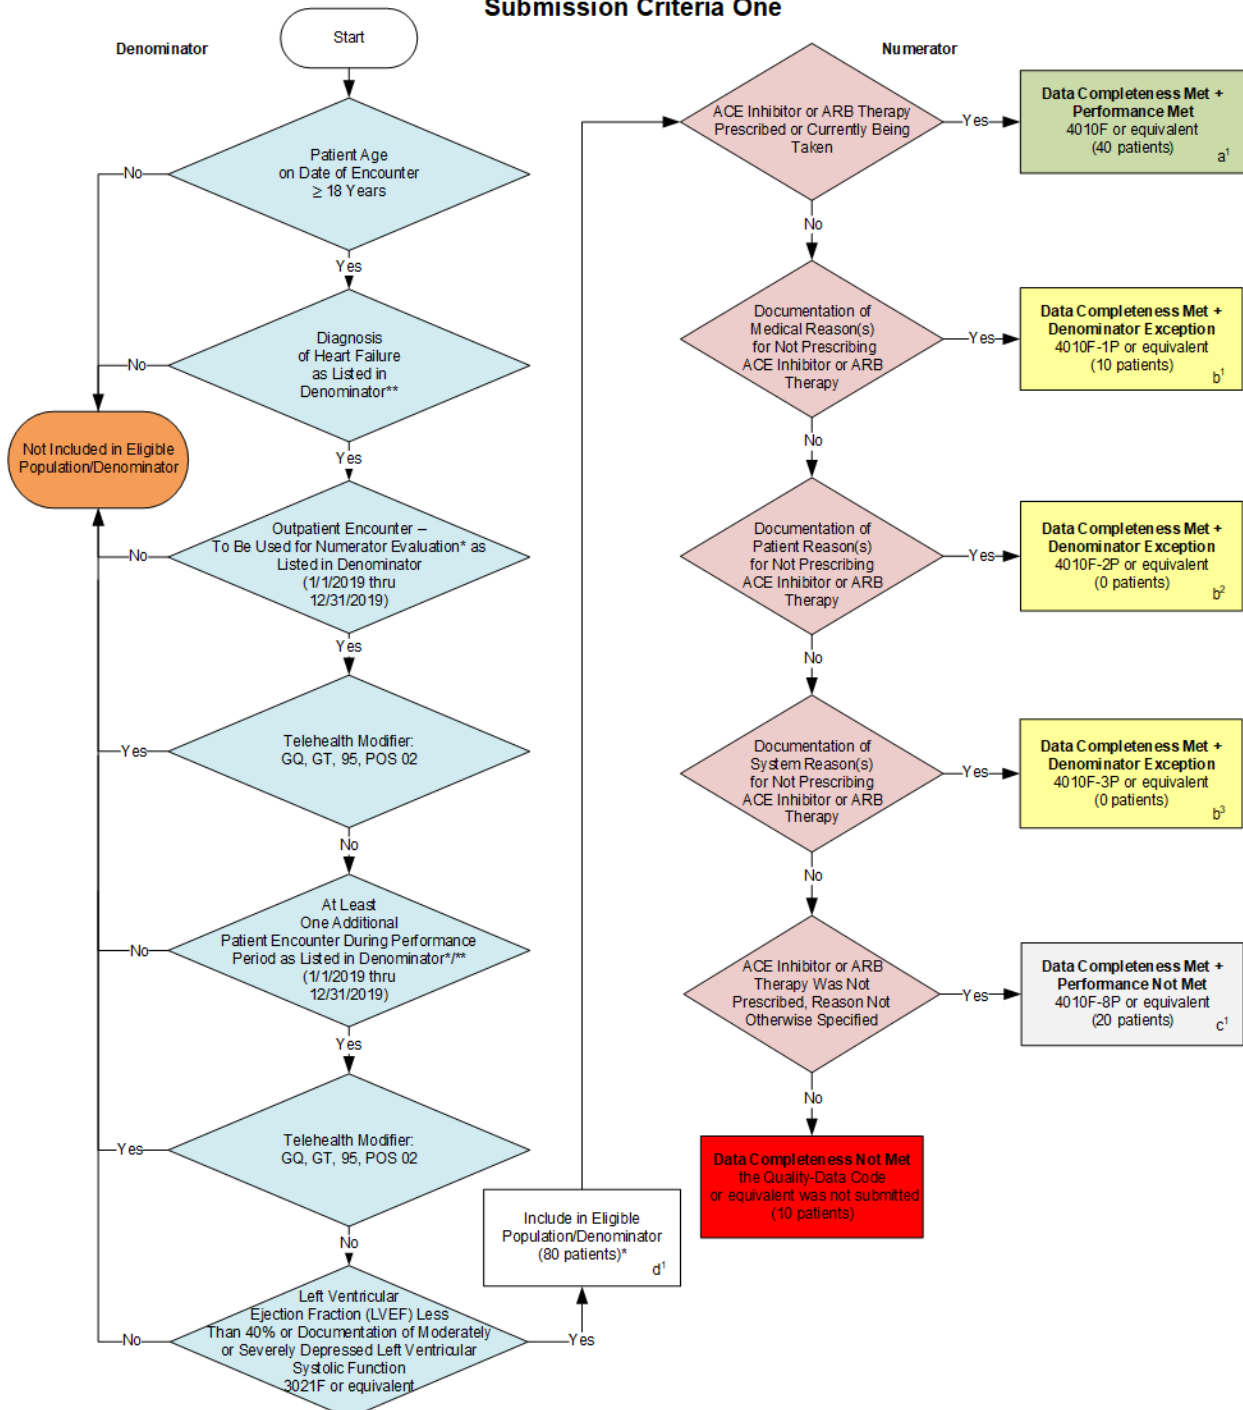 Submission Criteria One
Denominator
Start
Patient Age
on Date of Encounter
≥ 18 Years
No
Yes
Diagnosis
of Heart Failure
as Listed in
Denominator**
No
Yes
Not Included in Eligible
Population/Denominator
Outpatient Encounter –
To Be Used for Numerator Evaluation* as
Listed in Denominator
(1/1/2019 thru
12/31/2019)
No
Yes
Telehealth Modifier:
GQ, GT, 95, POS 02
Yes
No
At Least
One Additional
Patient Encounter During Performance
Period as Listed in Denominator*/**
(1/1/2019 thru
12/31/2019)
No
Yes
Telehealth Modifier:
GQ, GT, 95, POS 02
Yes
No
Left Ventricular
Ejection Fraction (LVEF) Less
Than 40% or Documentation of Moderately
or Severely Depressed Left Ventricular
Systolic Function
3021F or equivalent
No
Yes
Include in Eligible
Population/Denominator
(80 patients)*
d¹
Numerator
ACE Inhibitor or ARB Therapy
Prescribed or Currently Being
Taken
Yes
Data Completeness Met +
Performance Met
4010F or equivalent
(40 patients)
a¹
No
Documentation of
Medical Reason(s)
for Not Prescribing
ACE Inhibitor or ARB
Therapy
Yes
Data Completeness Met +
Denominator Exception
4010F-1P or equivalent
(10 patients)
b¹
No
Documentation of
Patient Reason(s)
for Not Prescribing
ACE Inhibitor or ARB
Therapy
Yes
Data Completeness Met +
Denominator Exception
4010F-2P or equivalent
(0 patients)
b²
No
Documentation of
System Reason(s)
for Not Prescribing
ACE Inhibitor or ARB
Therapy
Yes
Data Completeness Met +
Denominator Exception
4010F-3P or equivalent
(0 patients)
b³
No
ACE Inhibitor or ARB
Therapy Was Not
Prescribed, Reason Not
Otherwise Specified
Yes
Data Completeness Met +
Performance Not Met
4010F-8P or equivalent
(20 patients)
c¹
No
Data Completeness Not Met
the Quality-Data Code
or equivalent was not submitted
(10 patients)